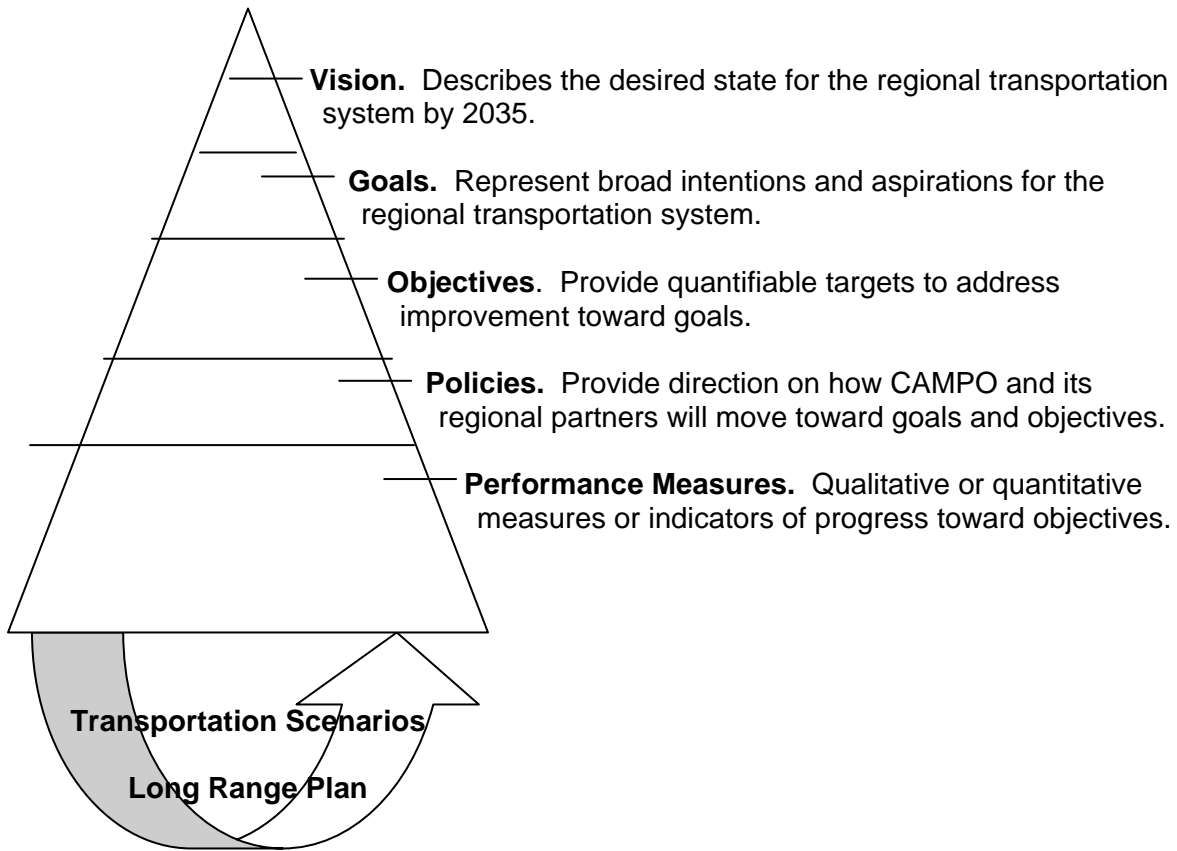 Vision. Describes the desired state for the regional transportation
system by 2035.
Goals. Represent broad intentions and aspirations for the
regional transportation system.
Objectives. Provide quantifiable targets to address
improvement toward goals.
Policies. Provide direction on how CAMPO and its
regional partners will move toward goals and objectives.
Performance Measures. Qualitative or quantitative
measures or indicators of progress toward objectives.
Transportation Scenarios
Long Range Plan